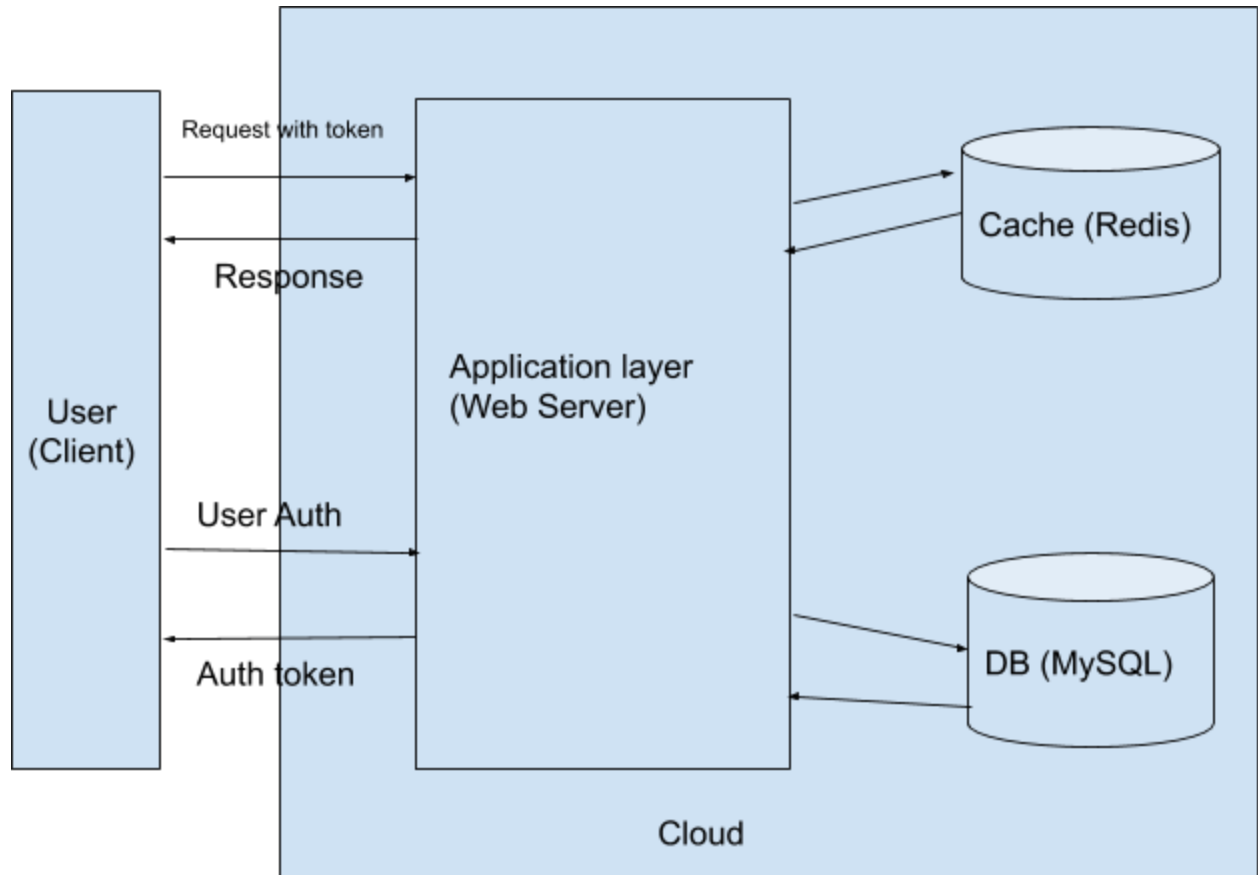 Request with token
Response
User
(Client)
User Auth
Auth token
Application layer
(Web Server)
Cache (Redis)
DB (MySQL)
Cloud